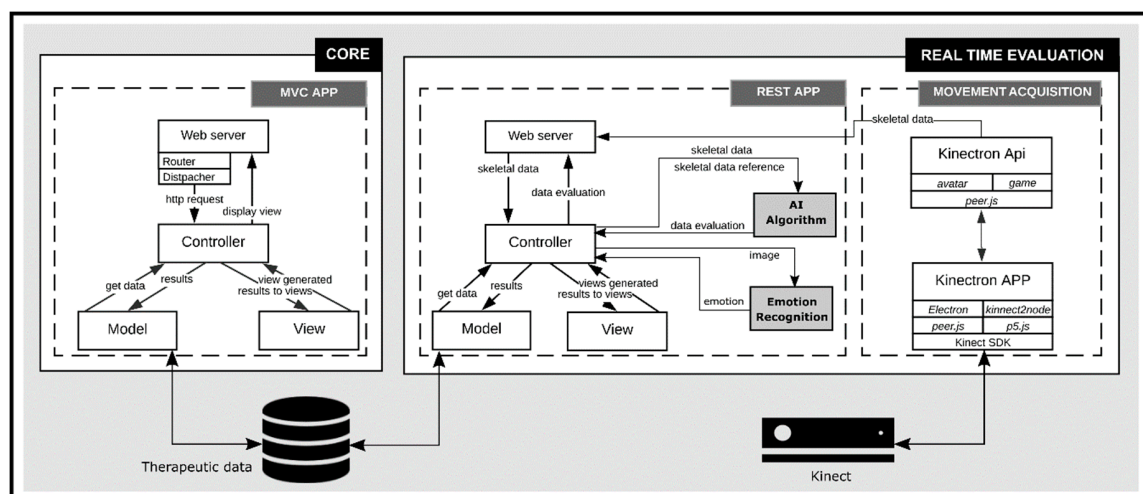 CORE
MVC APP
Web server
Router
Distpacher
http request
display view
Controller
get data
results
view generated
results to views
Model
View
REAL TIME EVALUATION
REST APP
Web server
skeletal data
data evaluation
skeletal data
skeletal data reference
AI
Algorithm
data evaluation
Controller
image
emotion
Emotion
Recognition
get data
results
views generated
results to views
Model
View
MOVEMENT ACQUISITION
skeletal data
Kinectron Api
avatar
game
peer.js
Kinectron APP
Electron
kinnect2node
peer.js
p5.js
Kinect SDK
Therapeutic data
Kinect